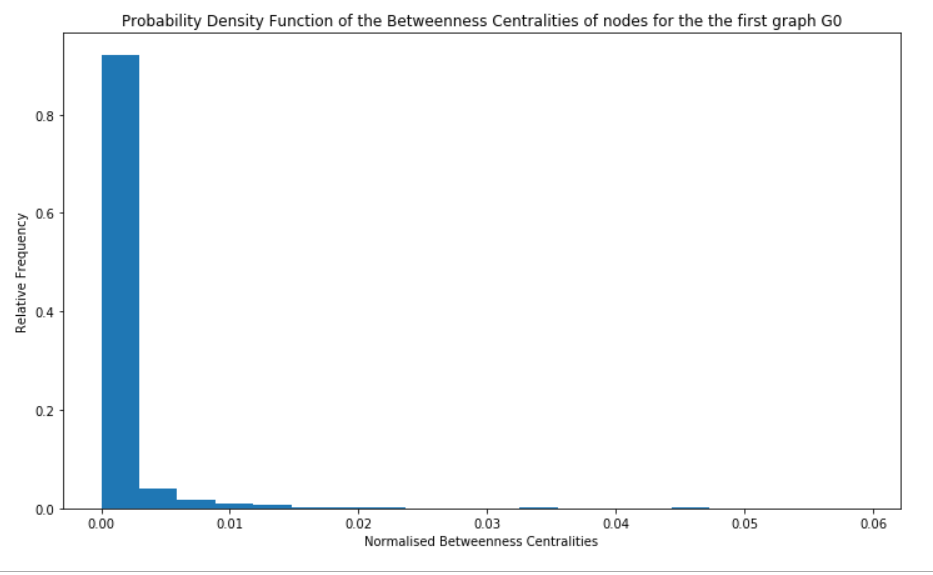 Probability Density Function of the Betweenness Centralities of nodes for the the first graph G0
Relative Frequency
0.8
0.6
0.4
0.2
0.0
0.00 0.01 0.02 0.03 0.04 0.05 0.06
Normalised Betweenness Centralities